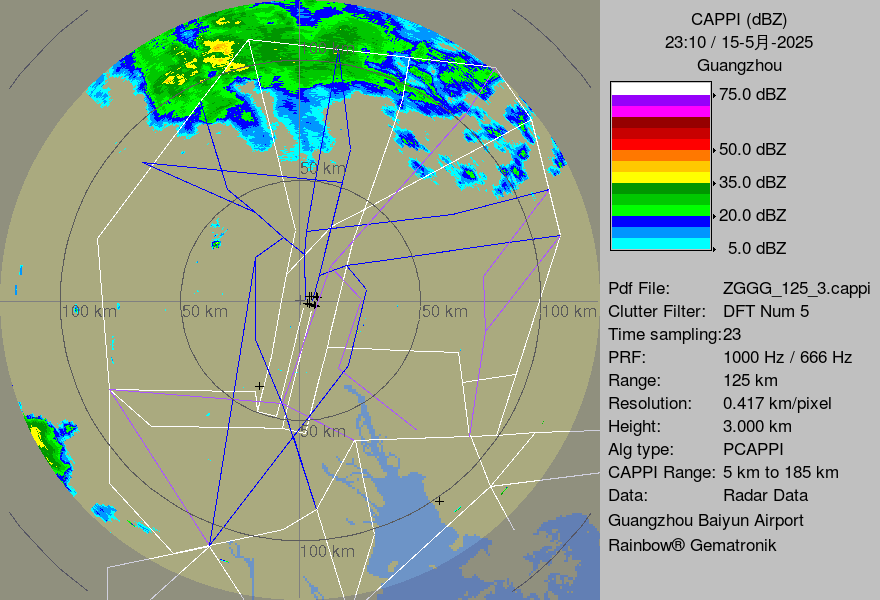 CAPPI (dBZ)
23:10 / 15-5月-2025
Guangzhou
75.0 dBZ
50.0 dBZ
35.0 dBZ
20.0 dBZ
5.0 dBZ
Pdf File: ZGGG_125_3.cappi
Clutter Filter: DFT Num 5
Time sampling:23
PRF: 1000 Hz / 666 Hz
Range: 125 km
Resolution: 0.417 km/pixel
Height: 3.000 km
Alg type: PCAPPI
CAPPI Range: 5 km to 185 km
Data: Radar Data
Guangzhou Baiyun Airport
Rainbow® Gematronik
100 km
50 km
100 km
50 km
50 km
100 km
50 km
100 km